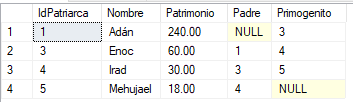 IdPatriarca Nombre Patrimonio Padre Primogenito
1 1 Adán 240.00 NULL 3
2 3 Enoc 60.00 1 4
3 4 Irad 30.00 3 5
4 5 Mehujael 18.00 4 NULL